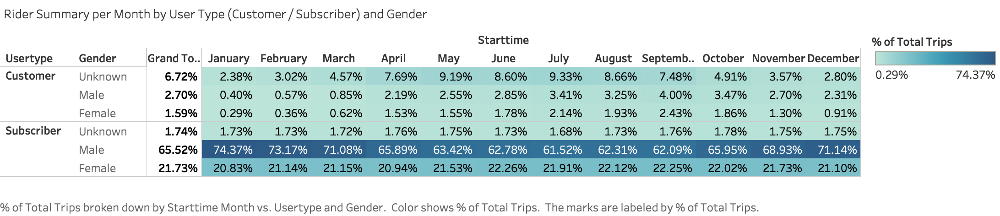 Rider Summary per Month by User Type (Customer / Subscriber) and Gender
Starttime
Usertype Gender Grand To.. January February March April May June July August Septemb.. October November December
Customer Unknown 6.72% 2.38% 3.02% 4.57% 7.69% 9.19% 8.60% 9.33% 8.66% 7.48% 4.91% 3.57% 2.80%
Male 2.70% 0.40% 0.57% 0.85% 2.19% 2.55% 2.85% 3.41% 3.25% 4.00% 3.47% 2.70% 2.31%
Female 1.59% 0.29% 0.36% 0.62% 1.53% 1.55% 1.78% 2.14% 1.93% 2.43% 1.86% 1.30% 0.91%
Subscriber Unknown 1.74% 1.73% 1.73% 1.72% 1.76% 1.75% 1.73% 1.68% 1.73% 1.76% 1.78% 1.75% 1.75%
Male 65.52% 74.37% 73.17% 71.08% 65.89% 63.42% 62.78% 61.52% 62.31% 62.09% 65.95% 68.93% 71.14%
Female 21.73% 20.83% 21.14% 21.15% 20.94% 21.53% 22.26% 21.91% 22.12% 22.25% 22.02% 21.73% 21.10%
% of Total Trips
0.29% 74.37%
% of Total Trips broken down by Starttime Month vs. Usertype and Gender. Color shows % of Total Trips. The marks are labeled by % of Total Trips.